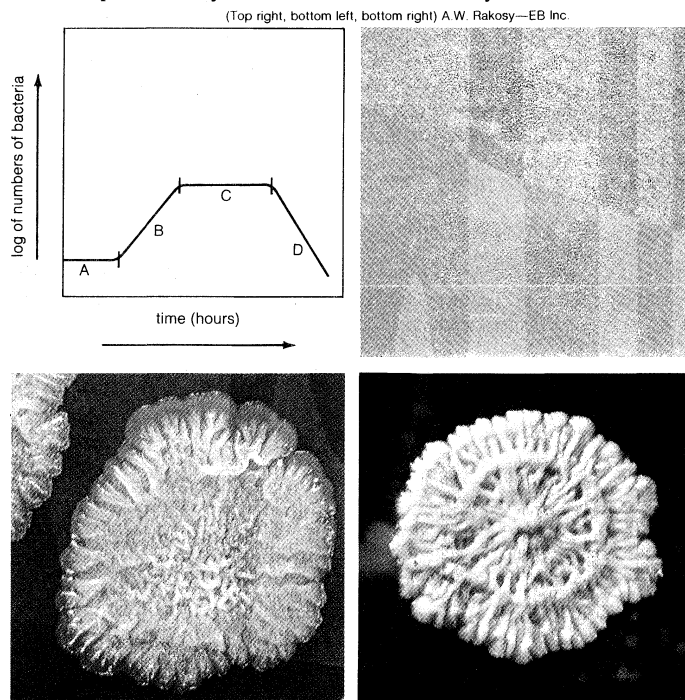 (Top right, bottom left, bottom right) A.W. Rakosy—EB Inc.
log of numbers of bacteria
A
B
C
D
time (hours)